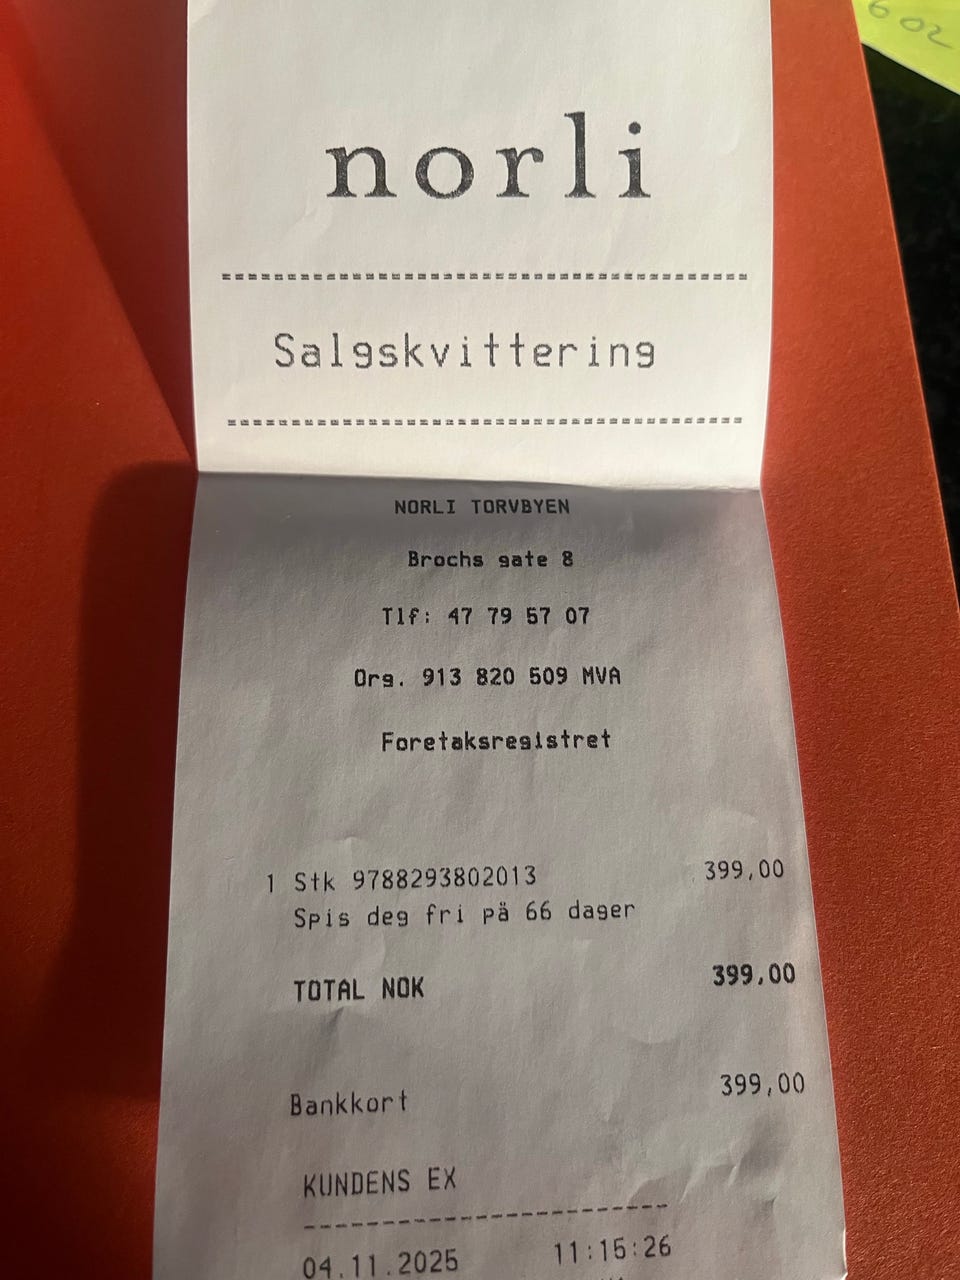 6 02
norli
========================================
Salgskvittering
========================================
NORLI TORVBYEN
Brochs gate 8
Tlf: 47 79 57 07
Org. 913 820 509 MVA
Foretaksregistret
1 Stk 9788293802013 399,00
Spis deg fri på 66 dager
TOTAL NOK 399,00
Bankkort 399,00
KUNDENS EX
------------------------------
04.11.2025 11:15:26